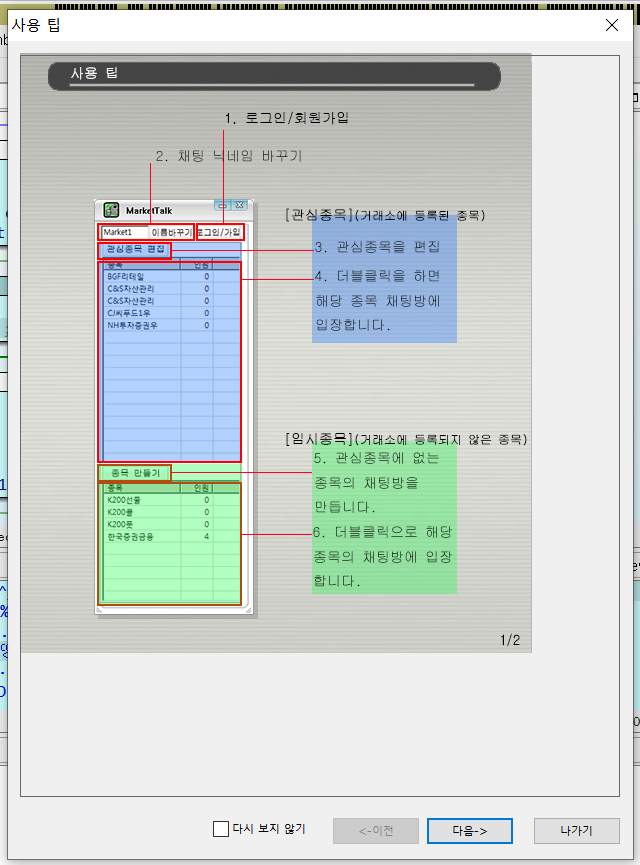 사용 팁
사용 팁
1. 로그인/회원가입
2. 채팅 닉네임 바꾸기
MarketTalk
Market1 이름바꾸기 로그인/가입
관심종목 편집
종목 인원
BGF리테일 0
C&S자산관리 0
C&S자산관리 0
CJ씨푸드1우 0
NH투자증권우 0
[관심종목](거래소에 등록된 종목)
3. 관심종목을 편집
4. 더블클릭을 하면
해당 종목 채팅방에
입장합니다.
종목 만들기
종목 인원
K200선물 0
K200콜 0
K200풋 0
한국증권금융 4
[임시종목](거래소에 등록되지 않은 종목)
5. 관심종목에 없는
종목의 채팅방을
만듭니다.
6. 더블클릭으로 해당
종목의 채팅방에 입장
합니다.
1/2
다시 보지 않기
<-이전
다음->
나가기